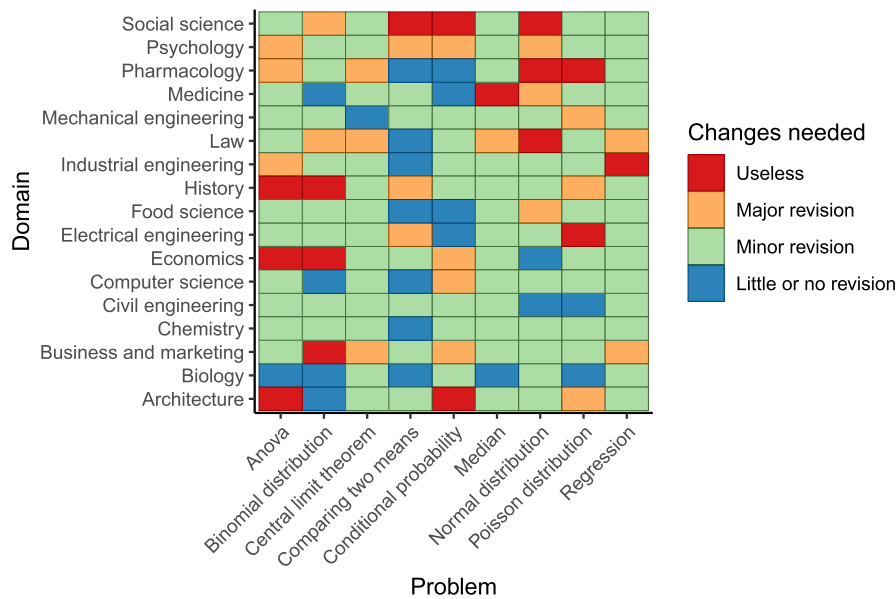 Social science
Psychology
Pharmacology
Medicine
Mechanical engineering
Law
Industrial engineering
History
Food science
Electrical engineering
Economics
Computer science
Civil engineering
Chemistry
Business and marketing
Biology
Architecture
Domain
Anova
Binomial distribution
Central limit theorem
Comparing two means
Conditional probability
Median
Normal distribution
Poisson distribution
Regression
Problem
Changes needed
Useless
Major revision
Minor revision
Little or no revision